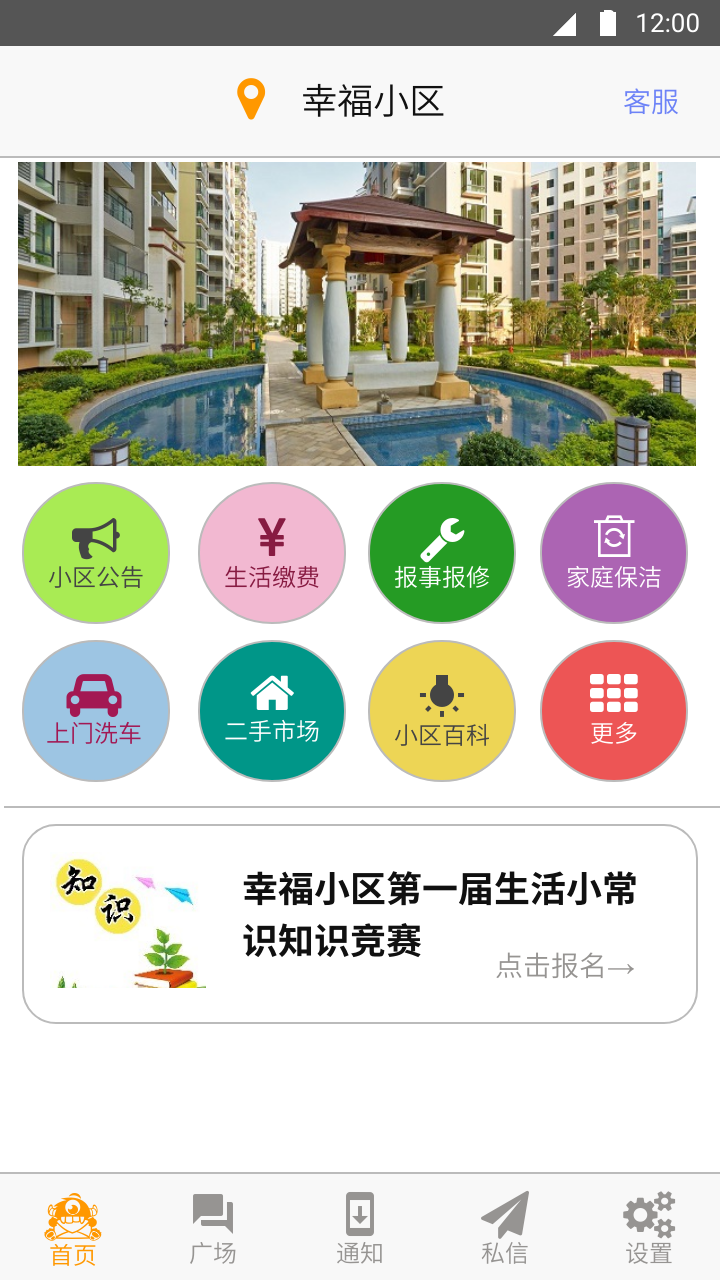 12:00
幸福小区
客服
小区公告
¥
生活缴费
报事报修
家庭保洁
上门洗车
二手市场
小区百科
更多
知识
幸福小区第一届生活小常
识知识竞赛
点击报名→
首页
广场
通知
私信
设置